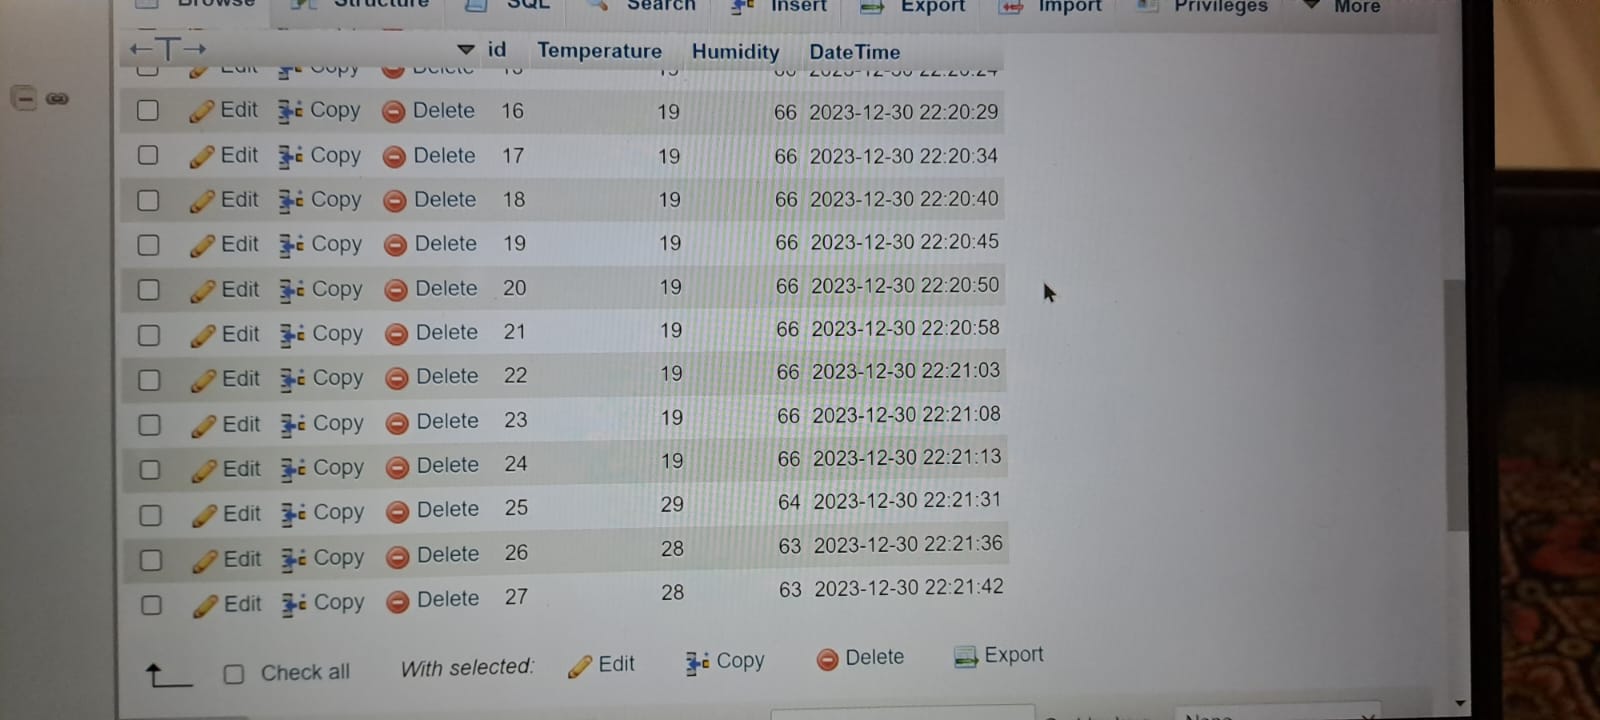 Browse Structure SQL Search Insert Export Import Privileges More
id Temperature Humidity DateTime
Edit Copy Delete
Edit Copy Delete 16 19 66 2023-12-30 22:20:29
Edit Copy Delete 17 19 66 2023-12-30 22:20:34
Edit Copy Delete 18 19 66 2023-12-30 22:20:40
Edit Copy Delete 19 19 66 2023-12-30 22:20:45
Edit Copy Delete 20 19 66 2023-12-30 22:20:50
Edit Copy Delete 21 19 66 2023-12-30 22:20:58
Edit Copy Delete 22 19 66 2023-12-30 22:21:03
Edit Copy Delete 23 19 66 2023-12-30 22:21:08
Edit Copy Delete 24 19 66 2023-12-30 22:21:13
Edit Copy Delete 25 29 64 2023-12-30 22:21:31
Edit Copy Delete 26 28 63 2023-12-30 22:21:36
Edit Copy Delete 27 28 63 2023-12-30 22:21:42
Check all With selected: Edit Copy Delete Export